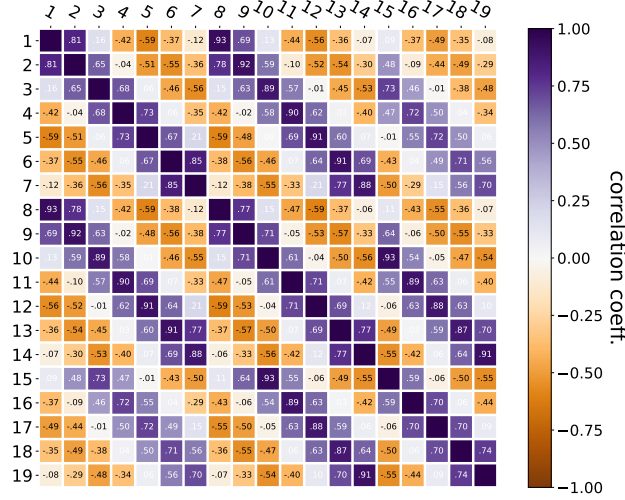 1 2 3 4 5 6 7 8 9 10 11 12 13 14 15 16 17 18 19
1 .81 .16 -.42 -.59 -.37 -.12 .93 .69 .13 -.44 -.56 -.36 -.07 -.37 -.49 -.35 -.08
2 .81 .65 -.04 -.51 -.55 -.36 .78 .92 .59 -.10 -.52 -.54 -.30 .48 -.09 -.44 -.49 -.29
3 .16 .65 .68 -.46 -.56 .15 .63 .89 .57 -.01 -.45 -.53 .73 .46 -.01 -.38 -.48
4 -.42 -.04 .68 .73 -.35 -.42 -.02 .58 .90 .62 -.40 .47 .72 .50 -.34
5 -.59 -.51 .73 .67 .21 -.59 -.48 .69 .91 .60 -.01 .55 .72 .50
6 -.37 -.55 -.46 .67 .85 -.38 -.56 -.46 .64 .91 .69 -.43 .49 .71 .56
7 -.12 -.36 -.56 -.35 .21 .85 -.12 -.38 -.55 -.33 .21 .77 .88 -.50 -.29 .15 .56 .70
8 .93 .78 .15 -.42 -.59 -.38 -.12 .77 .15 -.47 -.59 -.37 -.06 .11 -.43 -.55 -.36 -.07
9 .69 .92 .63 -.02 -.48 -.56 -.38 .77 .71 -.05 -.53 -.57 -.33 .64 -.06 -.50 -.55 -.33
10 .13 .59 .89 .58 -.46 -.55 .15 .71 .61 -.04 -.50 -.56 .93 .54 -.05 -.47 -.54
11 -.44 -.10 .57 .90 .69 -.33 -.47 -.05 .61 .71 -.42 .55 .89 .63 -.40
12 -.56 -.52 -.01 .62 .91 .64 .21 -.59 -.53 -.04 .71 .69 .12 -.06 .63 .88 .63 .10
13 -.36 -.54 -.45 .60 .91 .77 -.37 -.57 -.50 .69 .77 -.49 .59 .87 .70
14 -.07 -.30 -.53 -.40 .69 .88 -.06 -.33 -.56 -.42 .12 .77 -.55 -.42 .64 .91
15 .48 .73 .47 -.01 -.43 -.50 .11 .64 .93 .55 -.06 -.49 -.55 .59 -.06 -.50 -.55
16 -.37 -.09 .46 .72 .55 -.29 -.43 -.06 .54 .89 .63 -.42 .59 .70 -.44
17 -.49 -.44 -.01 .50 .72 .49 .15 -.55 -.50 -.05 .63 .88 .59 -.06 .70 .70
18 -.35 -.49 -.38 .50 .71 .56 -.36 -.55 -.47 .63 .87 .64 -.50 .70 .74
19 -.08 -.29 -.48 -.34 .56 .70 -.07 -.33 -.54 -.40 .10 .70 .91 -.55 -.44 .74
1.00
0.75
0.50
0.25
0.00
−0.25
−0.50
−0.75
−1.00
correlation coeff.